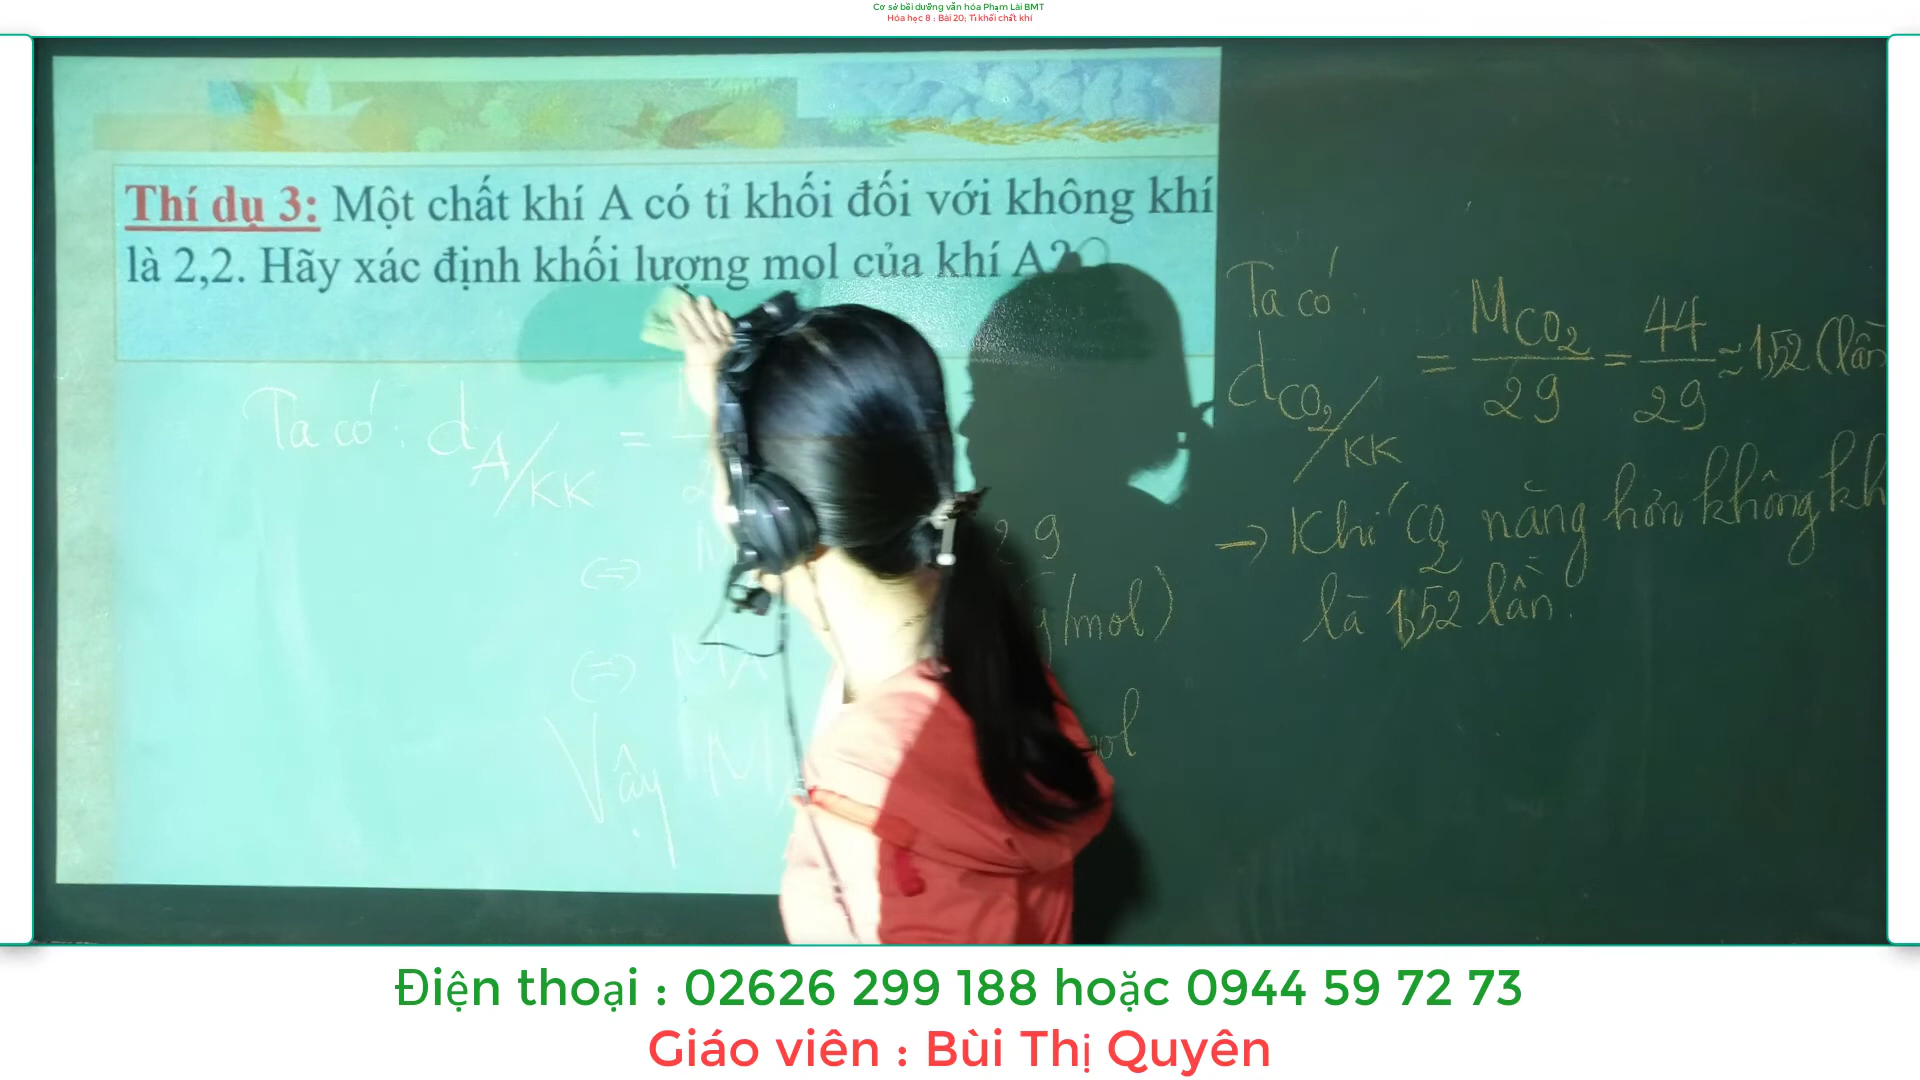 Cơ sở bồi dưỡng văn hóa Phạm Lài BMT
Hóa học 8 : Bài 20: Tỉ khối chất khí
Thí dụ 3: Một chất khí A có tỉ khối đối với không khí
là 2,2. Hãy xác định khối lượng mol của khí A?
Ta có: d A/KK =
⇔ 29
⇔ MA g/mol)
Vậy M
Ta có:
d CO2/KK = MCO2/29 = 44/29 ≈ 1,52 (lần
→ Khí CO2 nặng hơn không kh
là 1,52 lần.
Điện thoại : 02626 299 188 hoặc 0944 59 72 73
Giáo viên : Bùi Thị Quyên